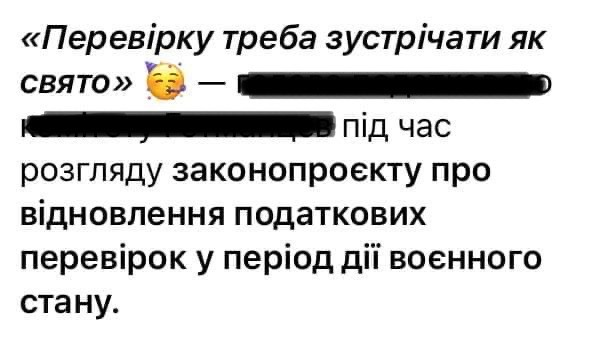 «Перевірку треба зустрічати як
свято» 🥳 —
під час
розгляду законопроєкту про
відновлення податкових
перевірок у період дії воєнного
стану.